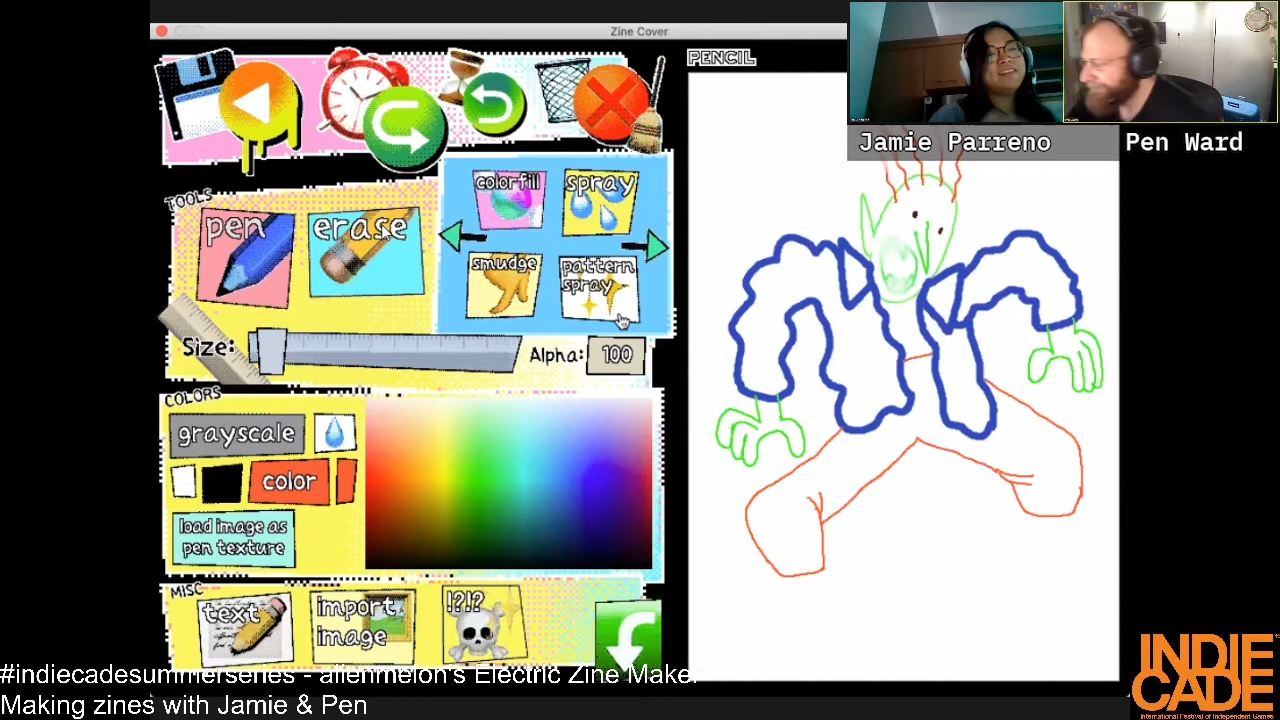 Zine Cover
PENCIL
Jamie Parreno
Pen Ward
TOOLS
pen
erase
colorfill
spray
smudge
pattern
spray
Size:
Alpha:
100
COLORS
grayscale
color
load image as
pen texture
MISC
text
import
image
!?!?
#indiecadesummerseries - alienmelon's Electric Zine Maker
Making zines with Jamie & Pen
INDIE
CADE
International Festival of Independent Games